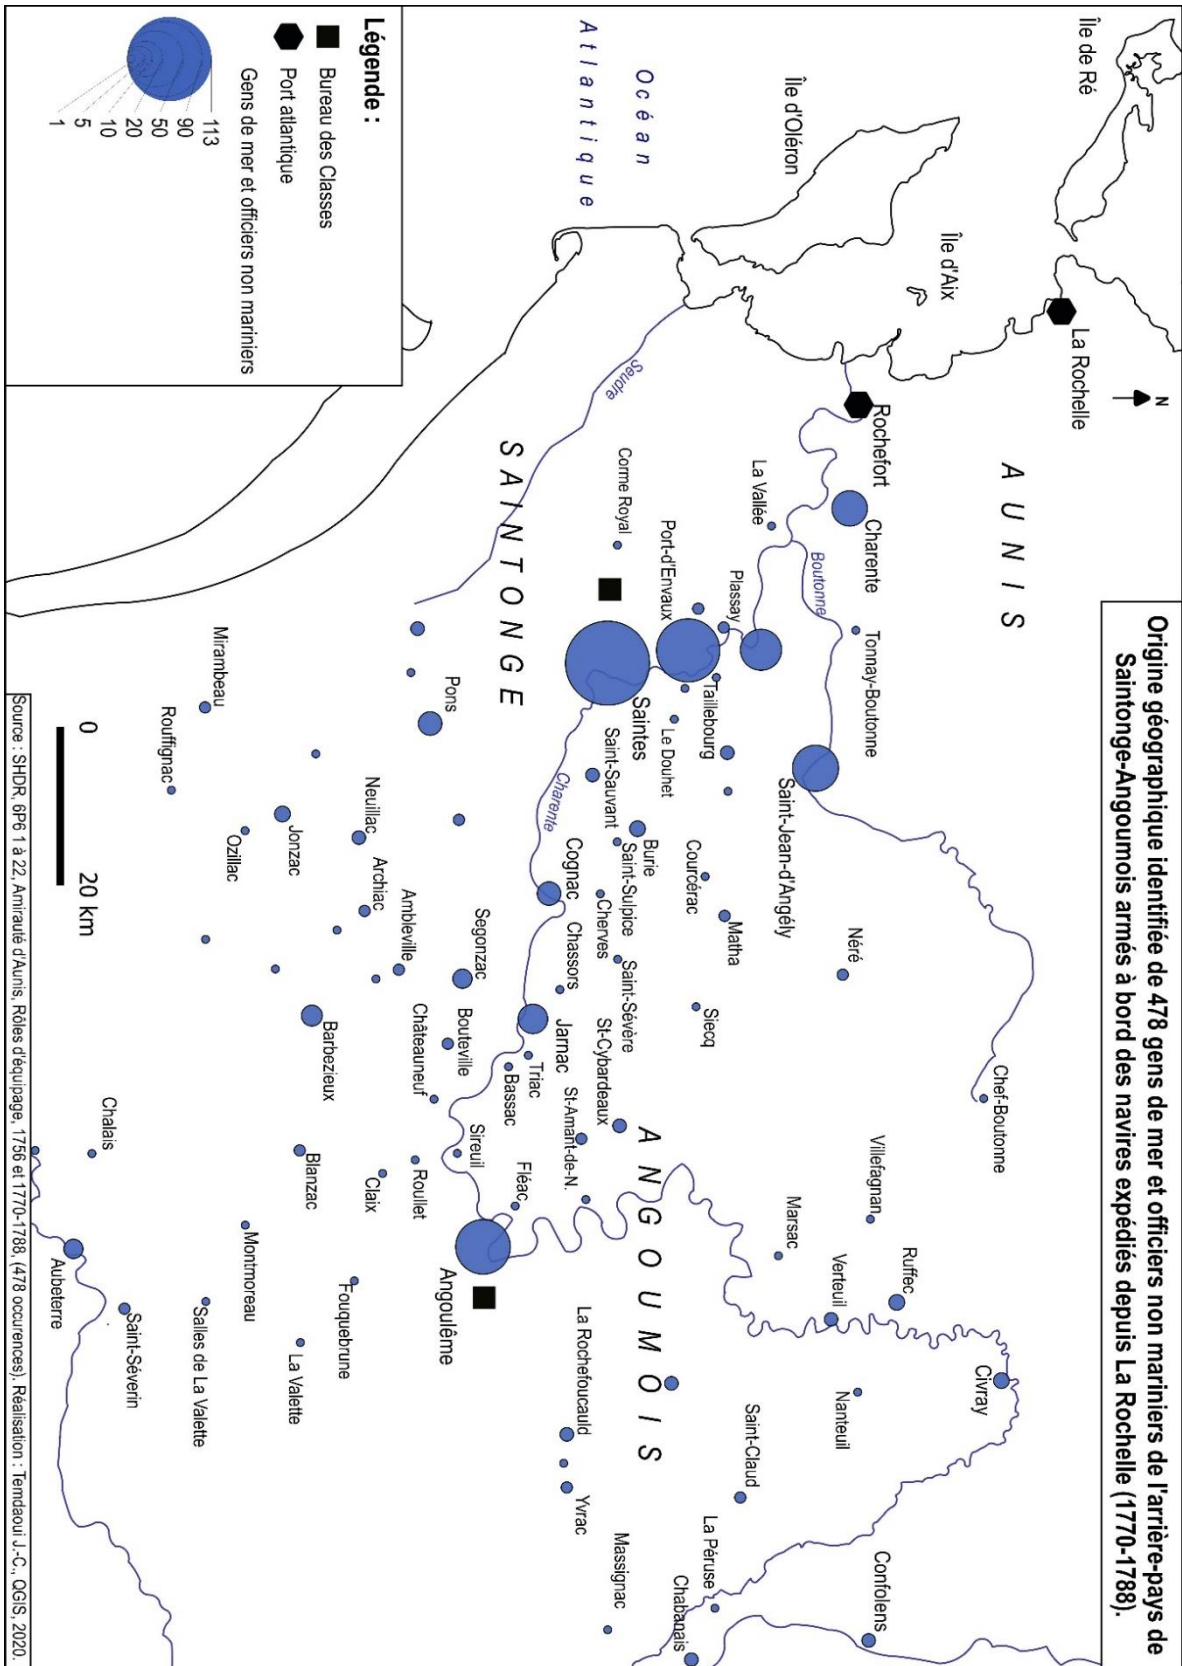 Origine géographique identifiée de 478 gens de mer et officiers non mariniers de l'arrière-pays de
Saintonge-Angoumois armés à bord des navires expédiés depuis La Rochelle (1770-1788).
Île de Ré
La Rochelle
N
AUNIS
Île d'Aix
Île d'Oléron
Océan
Atlantique
Rochefort
Charente
La Vallée
Boutonne
Tonnay-Boutonne
Saint-Jean-d'Angély
Néré
Chef-Boutonne
Villefagnan
Ruffec
Civray
Marsac
Verteuil
Nanteuil
Confolens
Saint-Claud
La Péruse
Chabanais
Massignac
Plassay
Port-d'Envaux
Corme Royal
Taillebourg
Le Douhet
Saintes
Saint-Sauvant
Burie
Saint-Sulpice
Cherves
Courcérac
Matha
Siecq
Saint-Sévère
St-Cybardeaux
St-Amant-de-N.
ANGOUMOIS
La Rochefoucauld
Yvrac
Seudre
SAINTONGE
Charente
Cognac
Chassors
Jarnac
Triac
Bassac
Fléac
Angoulême
Sireuil
Pons
Segonzac
Bouteville
Châteauneuf
Roullet
Claix
Ambleville
Archiac
Neuillac
Jonzac
Ozillac
Mirambeau
Rouffignac
Barbezieux
Blanzac
Fouquebrune
La Valette
Montmoreau
Salles de La Valette
Chalais
Saint-Séverin
Aubeterre
Légende :
Bureau des Classes
Port atlantique
Gens de mer et officiers non mariniers
113
90
50
20
10
5
1
0 20 km
Source : SHDR, 6P6 1 à 22, Amirauté d'Aunis, Rôles d'équipage, 1756 et 1770-1788, (478 occurences). Réalisation : Temdaoui J.-C., QGIS, 2020.